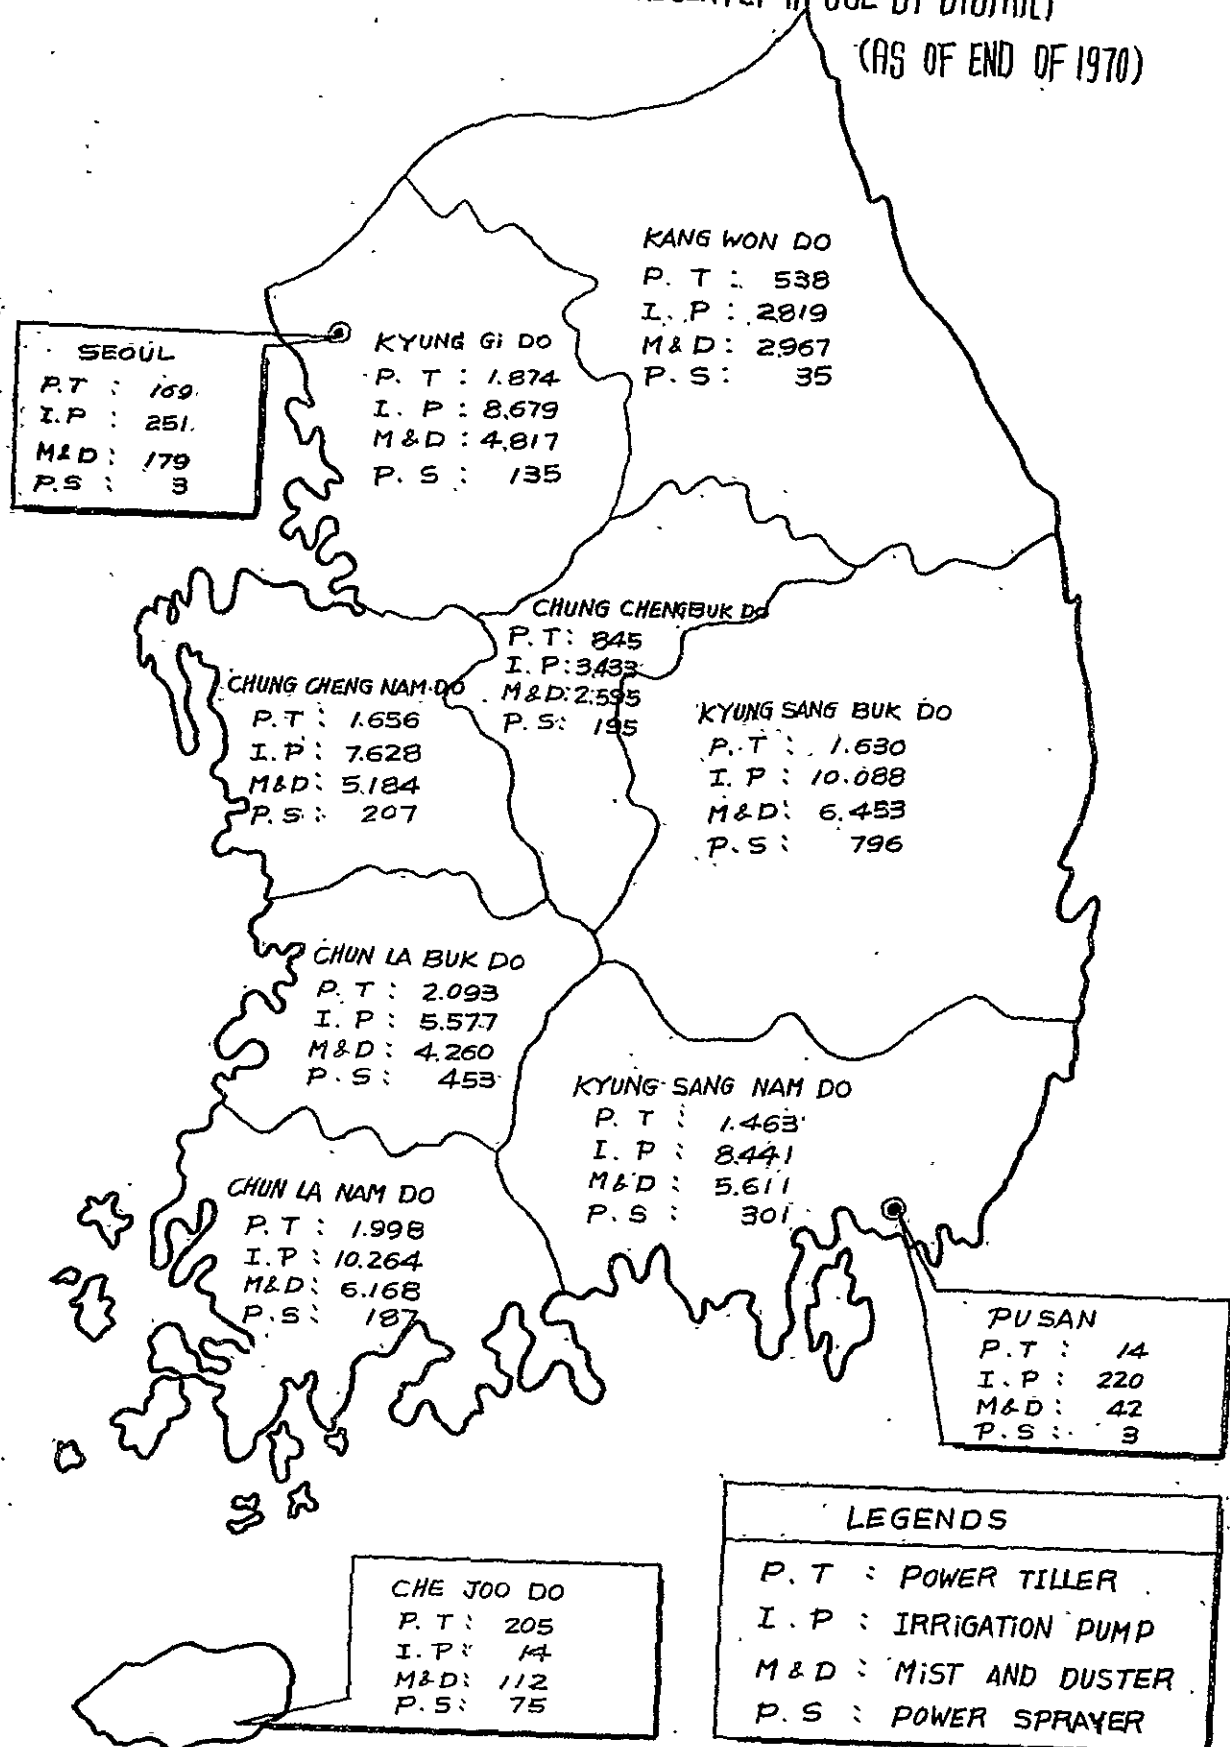 IN USE BY DISTRICT
(AS OF END OF 1970)
KANG WON DO
P. T : 538
I. P : 2819
M & D : 2967
P. S : 35
SEOUL
P.T : 169
I.P : 251
M & D : 179
P.S : 3
KYUNG Gi DO
P. T : 1.874
I. P : 8,679
M & D : 4,817
P. S : 135
CHUNG CHENGBUK DO
P. T : 845
I. P : 3433
M & D : 2.595
P. S : 195
CHUNG CHENG NAM DO
P. T : 1.656
I. P : 7.628
M & D : 5.184
P. S : 207
KYUNG SANG BUK DO
P. T : 1.630
I. P : 10.088
M & D : 6.453
P. S : 796
CHUN LA BUK DO
P. T : 2.093
I. P : 5.577
M & D : 4.260
P. S : 453
KYUNG SANG NAM DO
P. T : 1.463
I. P : 8.441
M & D : 5.611
P. S : 301
CHUN LA NAM DO
P. T : 1.998
I. P : 10.264
M & D : 6.168
P. S : 187
PUSAN
P. T : 14
I. P : 220
M & D : 42
P. S : 3
CHE JOO DO
P. T : 205
I. P : 14
M & D : 112
P. S : 75
LEGENDS
P. T : POWER TILLER
I. P : IRRiGATiON PUMP
M & D : MiST AND DUSTER
P. S : POWER SPRAYER